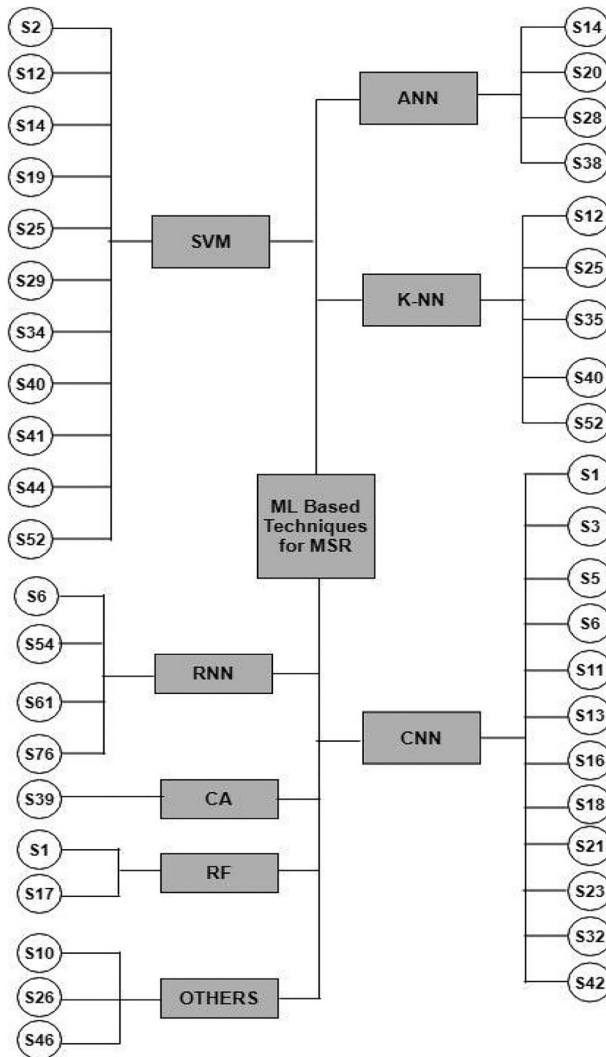 S2
S12
S14
S19
S25
S29
S34
S40
S41
S44
S52
SVM
ANN
S14
S20
S28
S38
K-NN
S12
S25
S35
S40
S52
ML Based
Techniques
for MSR
S6
S54
S61
S76
RNN
S39
CA
S1
S17
RF
S10
S26
S46
OTHERS
CNN
S1
S3
S5
S6
S11
S13
S16
S18
S21
S23
S32
S42